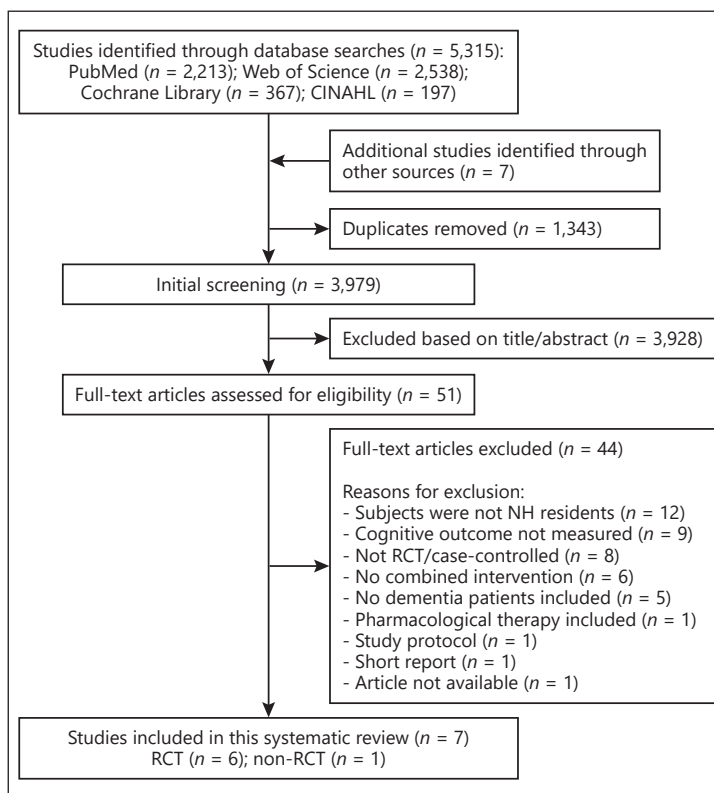 Studies identified through database searches (n = 5,315):
PubMed (n = 2,213); Web of Science (n = 2,538);
Cochrane Library (n = 367); CINAHL (n = 197)
Additional studies identified through
other sources (n = 7)
Duplicates removed (n = 1,343)
Initial screening (n = 3,979)
Excluded based on title/abstract (n = 3,928)
Full-text articles assessed for eligibility (n = 51)
Full-text articles excluded (n = 44)
Reasons for exclusion:
- Subjects were not NH residents (n = 12)
- Cognitive outcome not measured (n = 9)
- Not RCT/case-controlled (n = 8)
- No combined intervention (n = 6)
- No dementia patients included (n = 5)
- Pharmacological therapy included (n = 1)
- Study protocol (n = 1)
- Short report (n = 1)
- Article not available (n = 1)
Studies included in this systematic review (n = 7)
RCT (n = 6); non-RCT (n = 1)